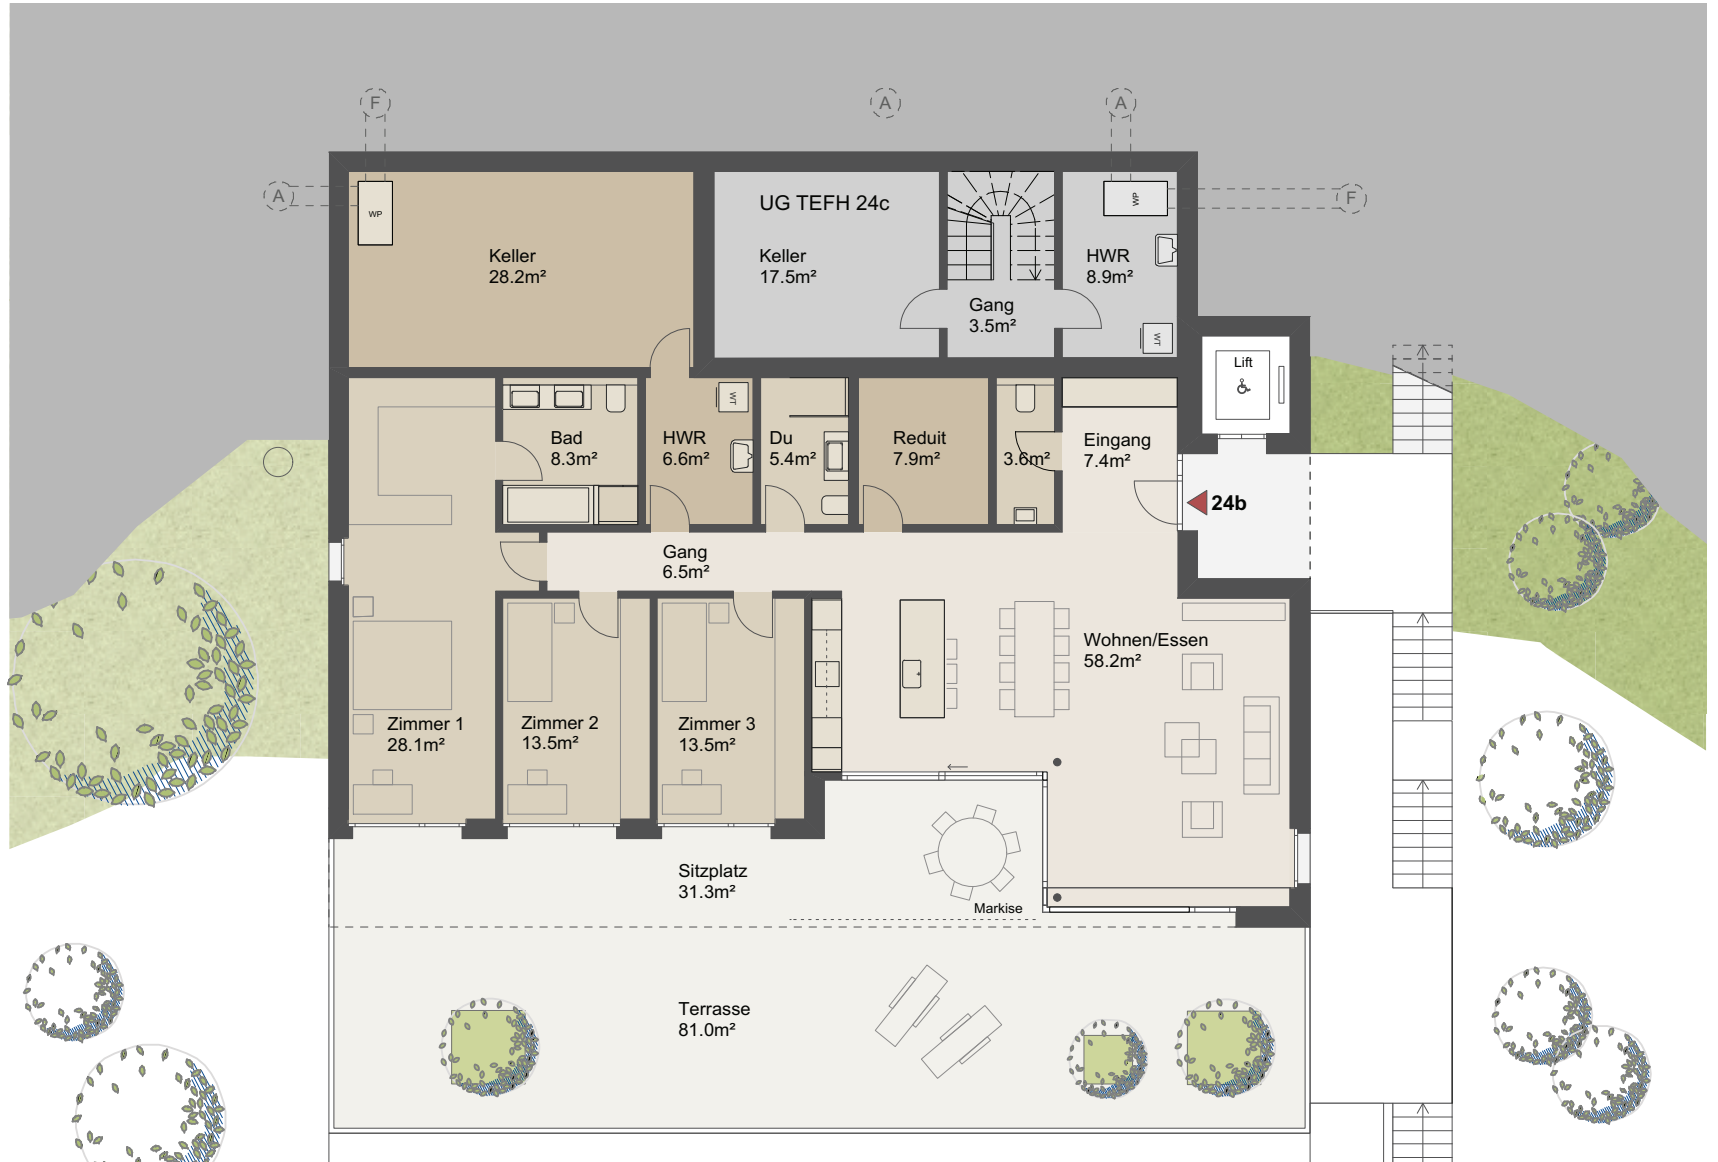 F
A
A
A
F
WP
WP
UG TEFH 24c
Keller
28.2m²
Keller
17.5m²
HWR
8.9m²
Gang
3.5m²
WT
Lift
WT
Bad
8.3m²
HWR
6.6m²
Du
5.4m²
Reduit
7.9m²
3.6m²
Eingang
7.4m²
24b
Gang
6.5m²
Wohnen/Essen
58.2m²
Zimmer 1
28.1m²
Zimmer 2
13.5m²
Zimmer 3
13.5m²
Sitzplatz
31.3m²
Markise
Terrasse
81.0m²